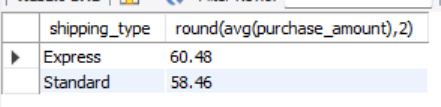 shipping_type round(avg(purchase_amount),2)
Express 60.48
Standard 58.46